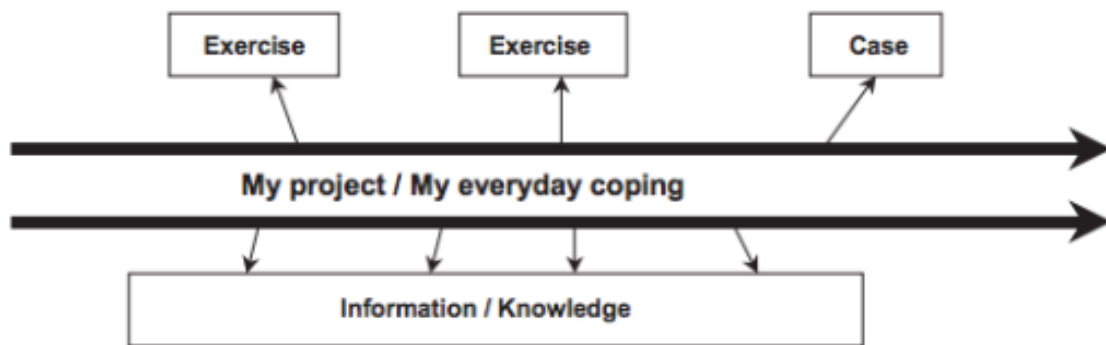 Exercise
Exercise
Case
My project / My everyday coping
Information / Knowledge